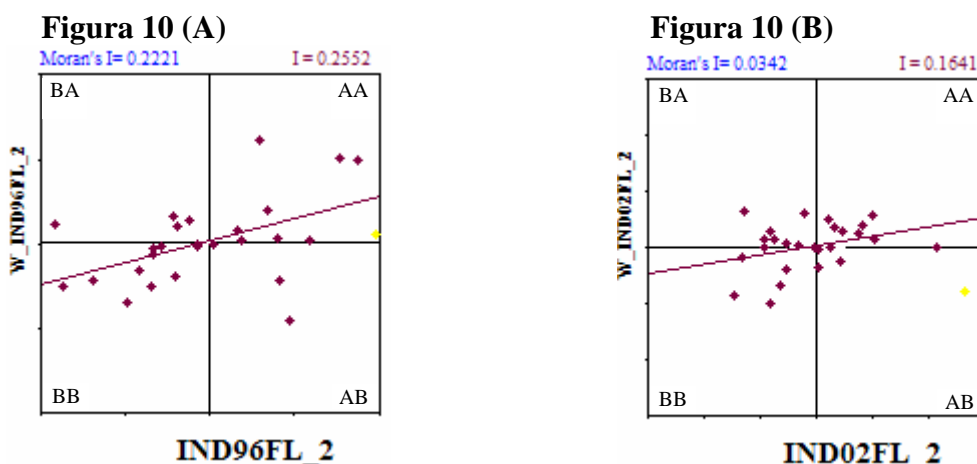 Figura 10 (A)
Moran's I= 0.2221 I = 0.2552
BA AA
W_IND96FL_2
BB AB
IND96FL_2
Figura 10 (B)
Moran's I= 0.0342 I = 0.1641
BA AA
W_IND02FL_2
BB AB
IND02FL_2